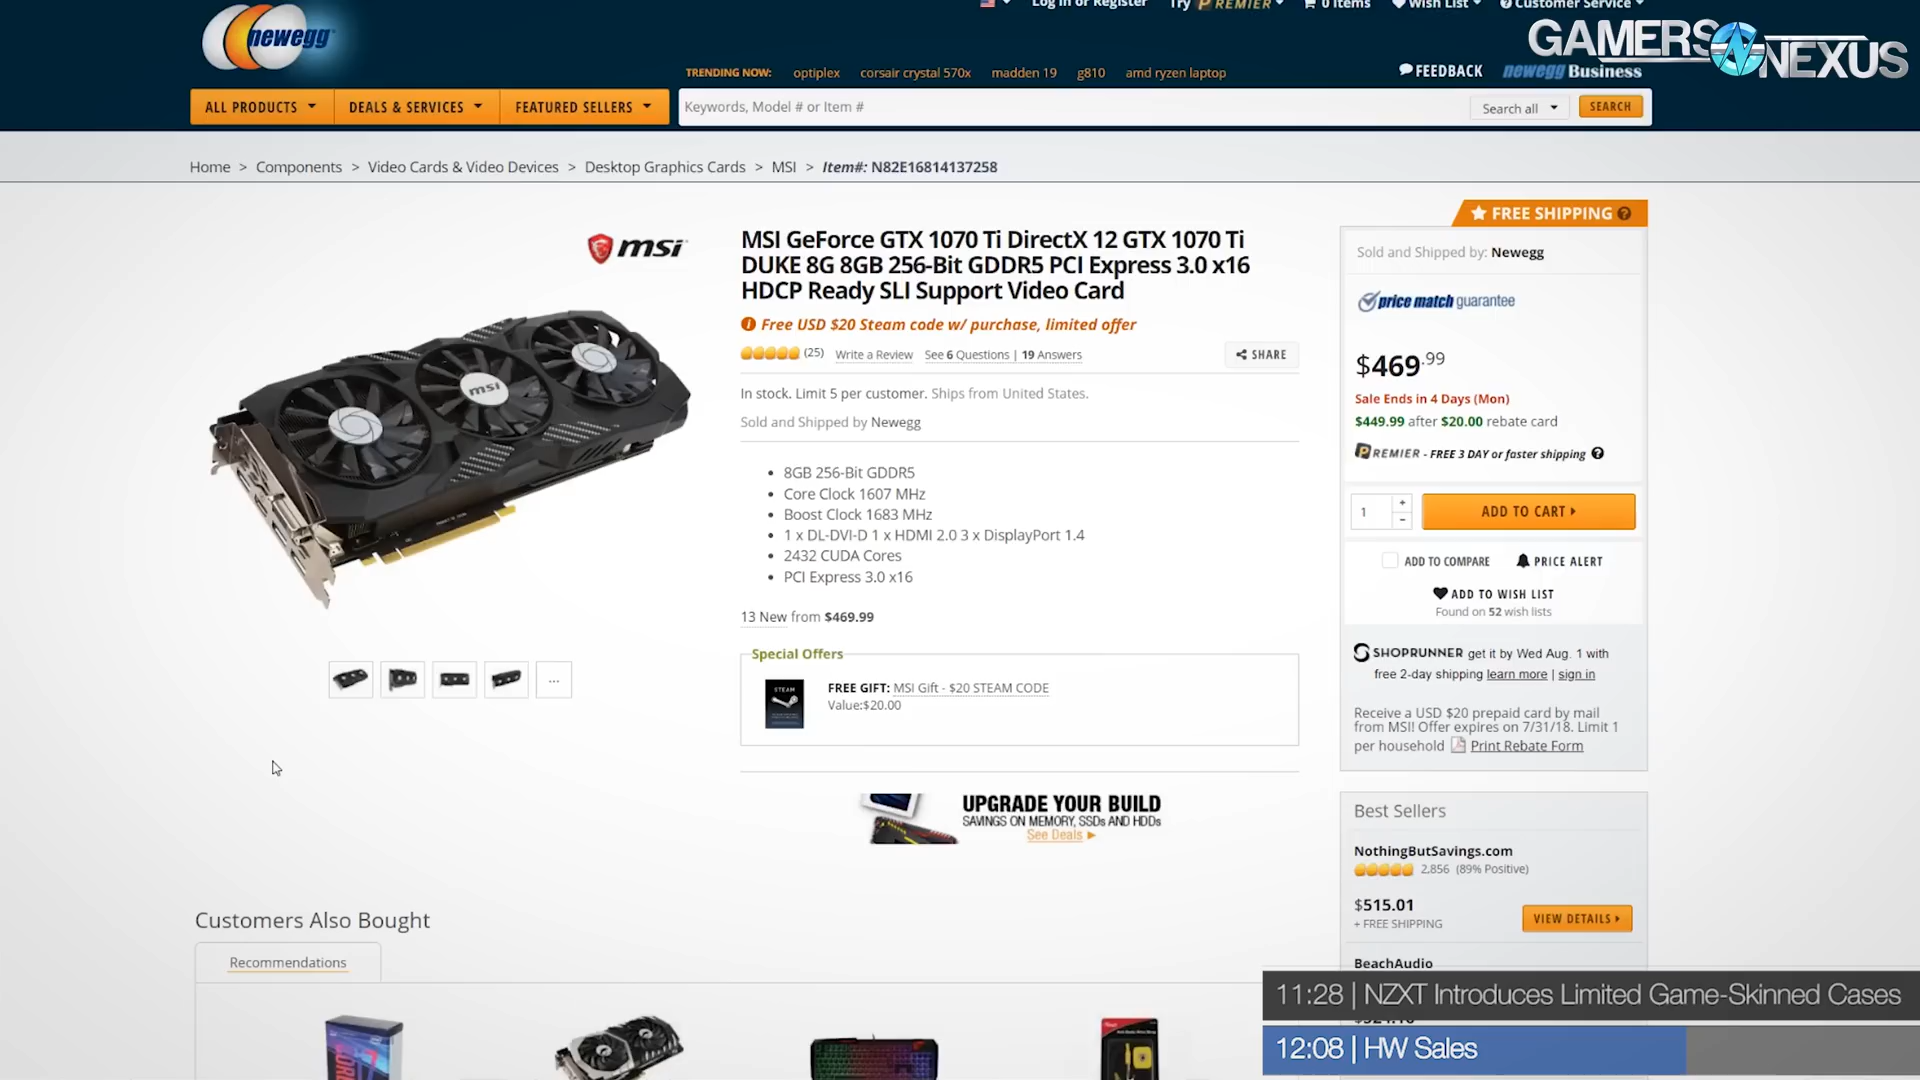 newegg
Log in or Register
Try PREMIER
0 Items
Wish List
Customer Service
GAMERS NEXUS
TRENDING NOW: optiplex corsair crystal 570x madden 19 g810 amd ryzen laptop
FEEDBACK
newegg Business
ALL PRODUCTS
DEALS & SERVICES
FEATURED SELLERS
Keywords, Model # or Item #
Search all
SEARCH
Home > Components > Video Cards & Video Devices > Desktop Graphics Cards > MSI > Item#: N82E16814137258
msi
msi
MSI GeForce GTX 1070 Ti DirectX 12 GTX 1070 Ti
DUKE 8G 8GB 256-Bit GDDR5 PCI Express 3.0 x16
HDCP Ready SLI Support Video Card
Free USD $20 Steam code w/ purchase, limited offer
(25) Write a Review See 6 Questions | 19 Answers
SHARE
In stock. Limit 5 per customer. Ships from United States.
Sold and Shipped by Newegg
• 8GB 256-Bit GDDR5
• Core Clock 1607 MHz
• Boost Clock 1683 MHz
• 1 x DL-DVI-D 1 x HDMI 2.0 3 x DisplayPort 1.4
• 2432 CUDA Cores
• PCI Express 3.0 x16
13 New from $469.99
Special Offers
STEAM
FREE GIFT: MSI Gift - $20 STEAM CODE
Value:$20.00
...
UPGRADE YOUR BUILD
SAVINGS ON MEMORY, SSDs AND HDDs
See Deals
FREE SHIPPING
Sold and Shipped by: Newegg
price match guarantee
$469.99
Sale Ends in 4 Days (Mon)
$449.99 after $20.00 rebate card
PREMIER - FREE 3 DAY or faster shipping
1
+
-
ADD TO CART
ADD TO COMPARE
PRICE ALERT
ADD TO WISH LIST
Found on 52 wish lists
SHOPRUNNER get it by Wed Aug. 1 with
free 2-day shipping learn more | sign in
Receive a USD $20 prepaid card by mail
from MSI! Offer expires on 7/31/18. Limit 1
per household Print Rebate Form
Best Sellers
NothingButSavings.com
2,856 (89% Positive)
$515.01
+ FREE SHIPPING
VIEW DETAILS
BeachAudio
Customers Also Bought
Recommendations
11:28 | NZXT Introduces Limited Game-Skinned Cases
12:08 | HW Sales